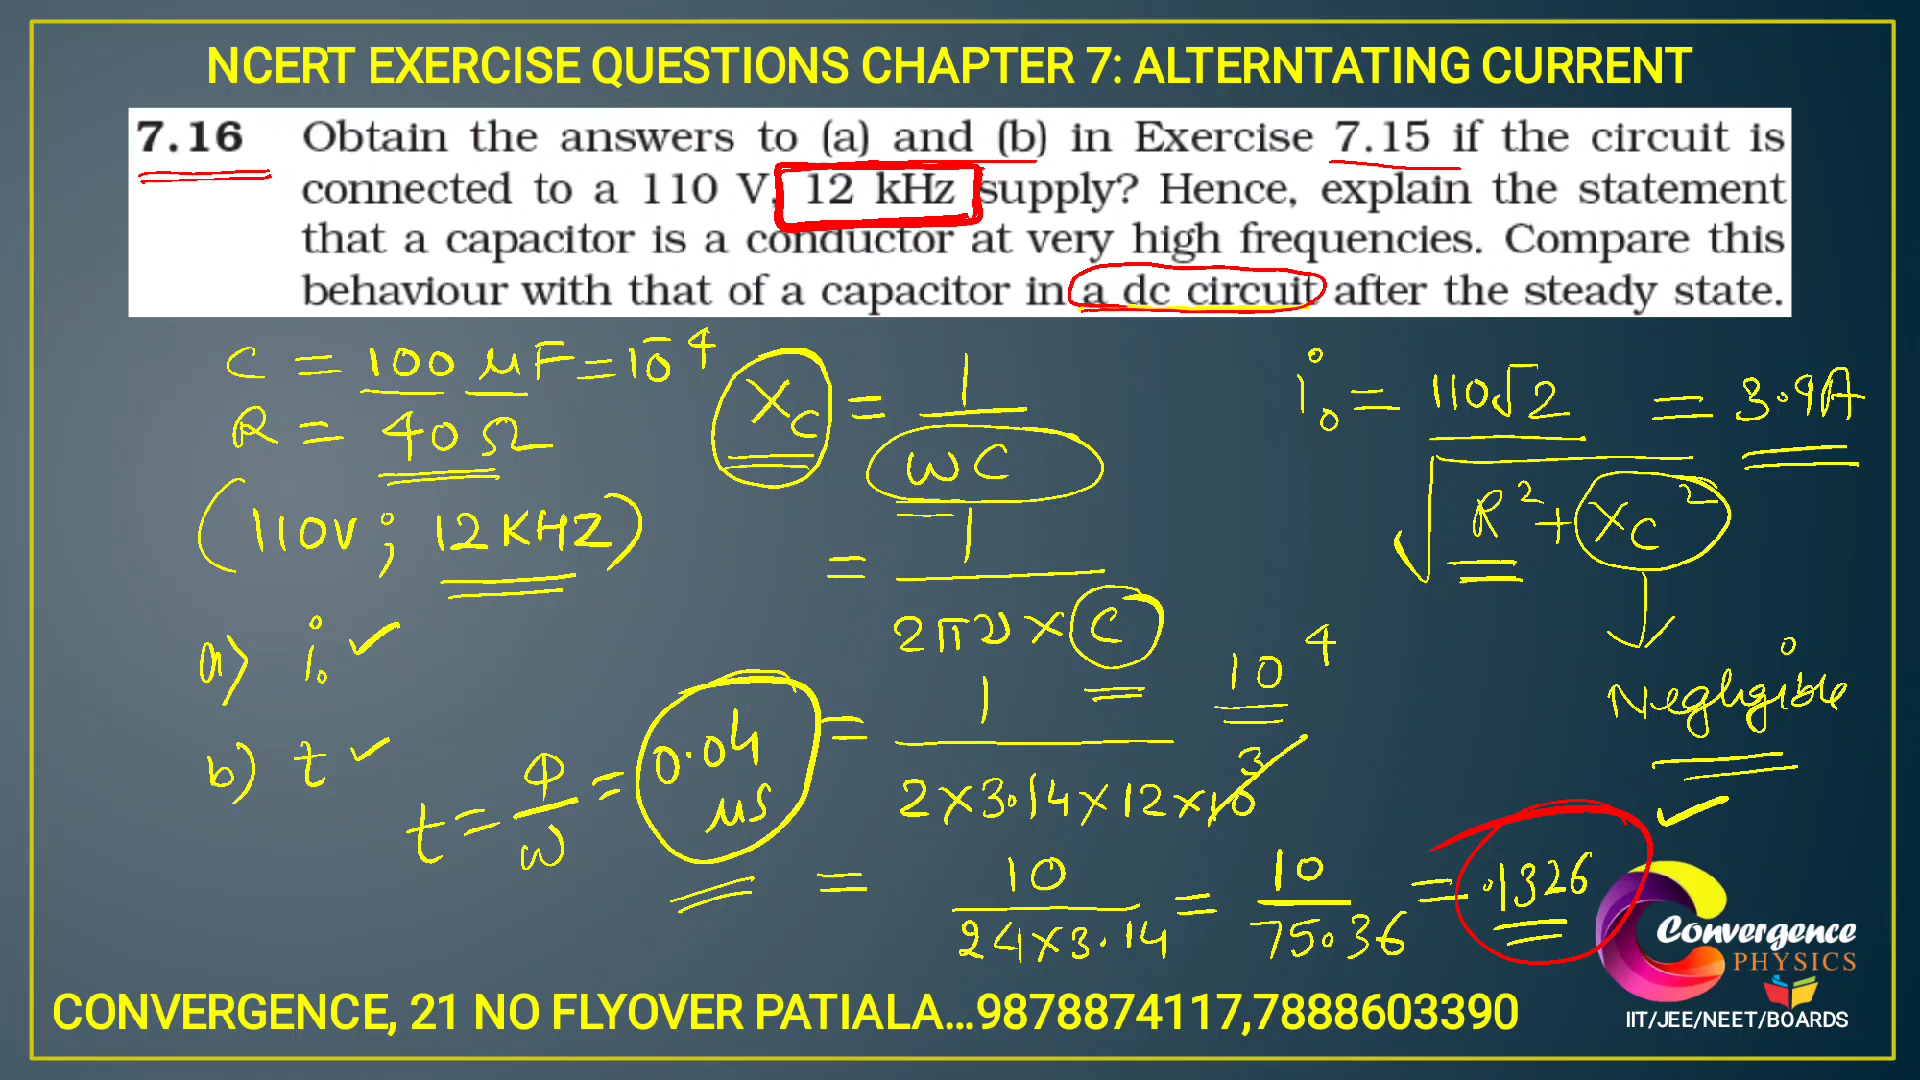 NCERT EXERCISE QUESTIONS CHAPTER 7: ALTERNTATING CURRENT
7.16 Obtain the answers to (a) and (b) in Exercise 7.15 if the circuit is
connected to a 110 V, 12 kHz supply? Hence, explain the statement
that a capacitor is a conductor at very high frequencies. Compare this
behaviour with that of a capacitor in a dc circuit after the steady state.
C = 100 μF = 10⁻⁴
R = 40 Ω
(110V; 12 KHZ)
a) i₀ ✓
b) t ✓
t = φ/ω = 0.04 μs
X_C = 1/ωC
= 1/2πν × C
= 1/2×3.14×12×10³ 10⁴
= 10/24×3.14 = 10/75.36 = .1326
i₀ = 110√2/√R² + X_C² = 3.9A
Negligible
Convergence
PHYSICS
IIT/JEE/NEET/BOARDS
CONVERGENCE, 21 NO FLYOVER PATIALA...9878874117,7888603390